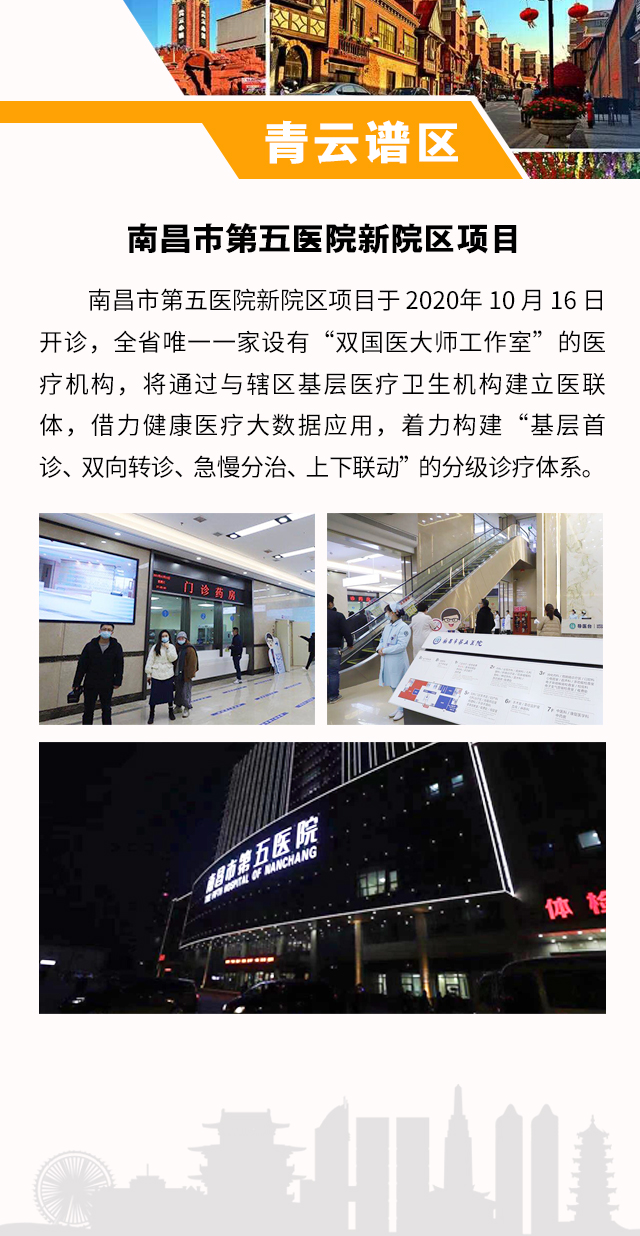 青云谱区
南昌市第五医院新院区项目
南昌市第五医院新院区项目于2020年10月16日
开诊，全省唯一一家设有“双国医大师工作室”的医
疗机构，将通过与辖区基层医疗卫生机构建立医联
体，借力健康医疗大数据应用，着力构建“基层首
诊、双向转诊、急慢分治、上下联动”的分级诊疗体系。
门诊药房
南昌市第五医院
导医台
南昌市第五医院
THE FIFTH HOSPITAL OF NANCHANG
体检